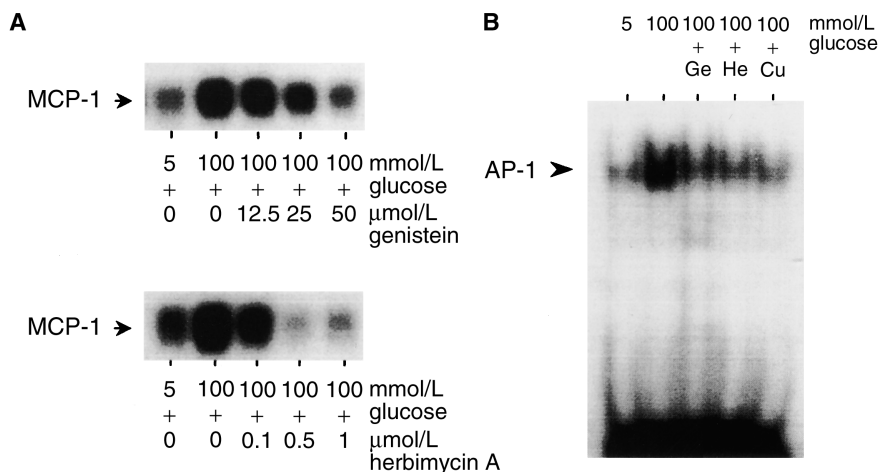 A
MCP-1
5 100 100 100 100 mmol/L
+ + + + + glucose
0 0 12.5 25 50 μmol/L
genistein
MCP-1
5 100 100 100 100 mmol/L
+ + + + + glucose
0 0 0.1 0.5 1 μmol/L
herbimycin A
B
5 100 100 100 100 mmol/L
+ + + glucose
Ge He Cu
AP-1